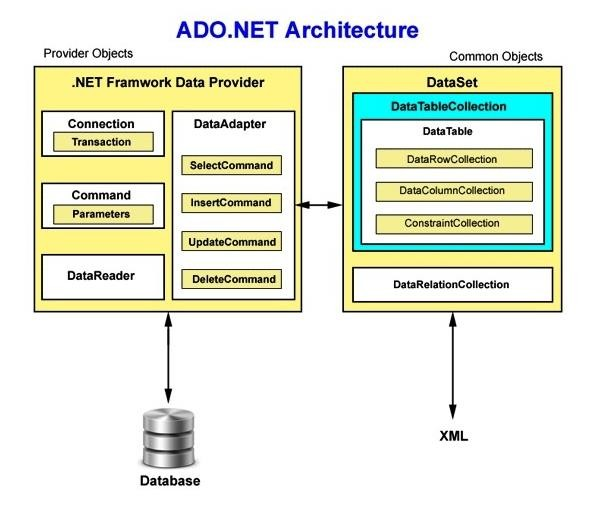 ADO.NET Architecture
Provider Objects
Common Objects
.NET Framwork Data Provider
Connection
Transaction
Command
Parameters
DataReader
DataAdapter
SelectCommand
InsertCommand
UpdateCommand
DeleteCommand
DataSet
DataTableCollection
DataTable
DataRowCollection
DataColumnCollection
ConstraintCollection
DataRelationCollection
Database
XML